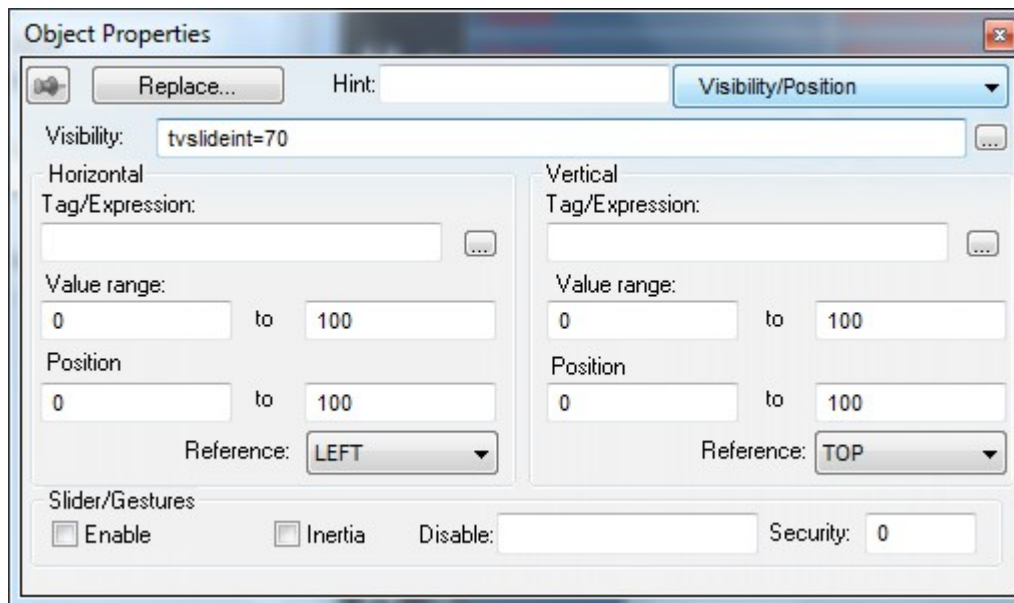 Object Properties
Replace... Hint: Visibility/Position
Visibility: tvslideint=70 ...
Horizontal Vertical
Tag/Expression: Tag/Expression:
... ...
Value range: Value range:
0 to 100 0 to 100
Position Position
0 to 100 0 to 100
Reference: LEFT Reference: TOP
Slider/Gestures
Enable Inertia Disable: Security: 0